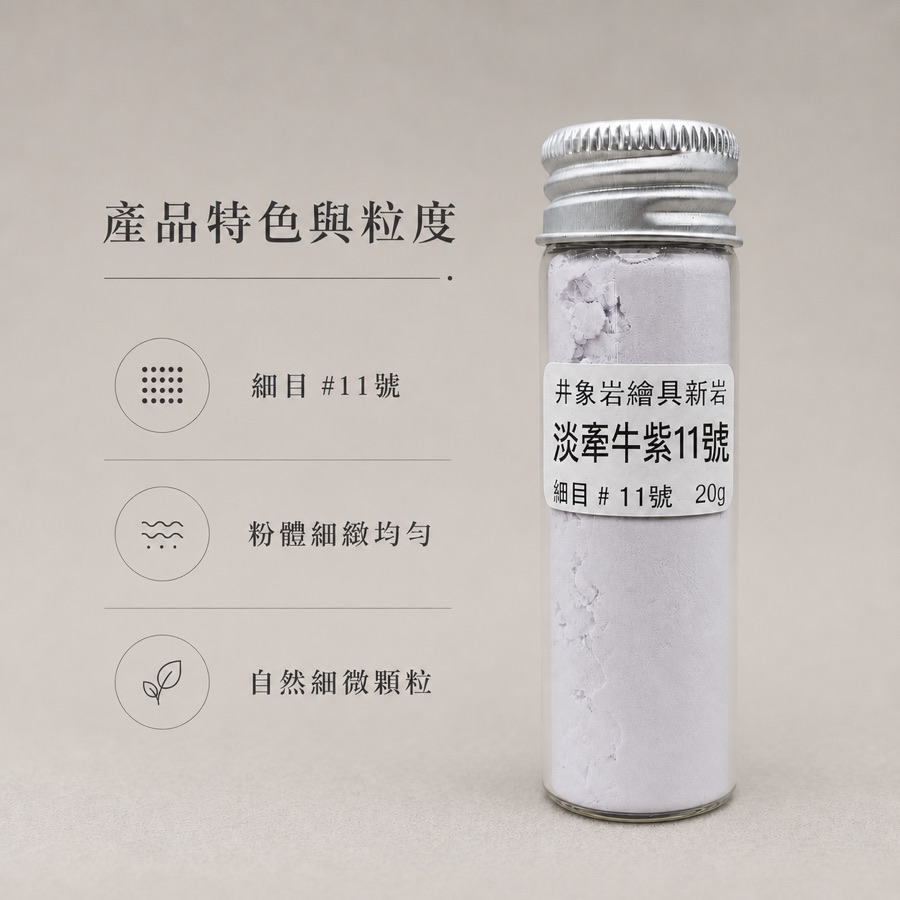 產品特色與粒度
細目 #11號
粉體細緻均勻
自然細微顆粒
井象岩繪具新岩
淡牽牛紫11號
細目 # 11號 20g